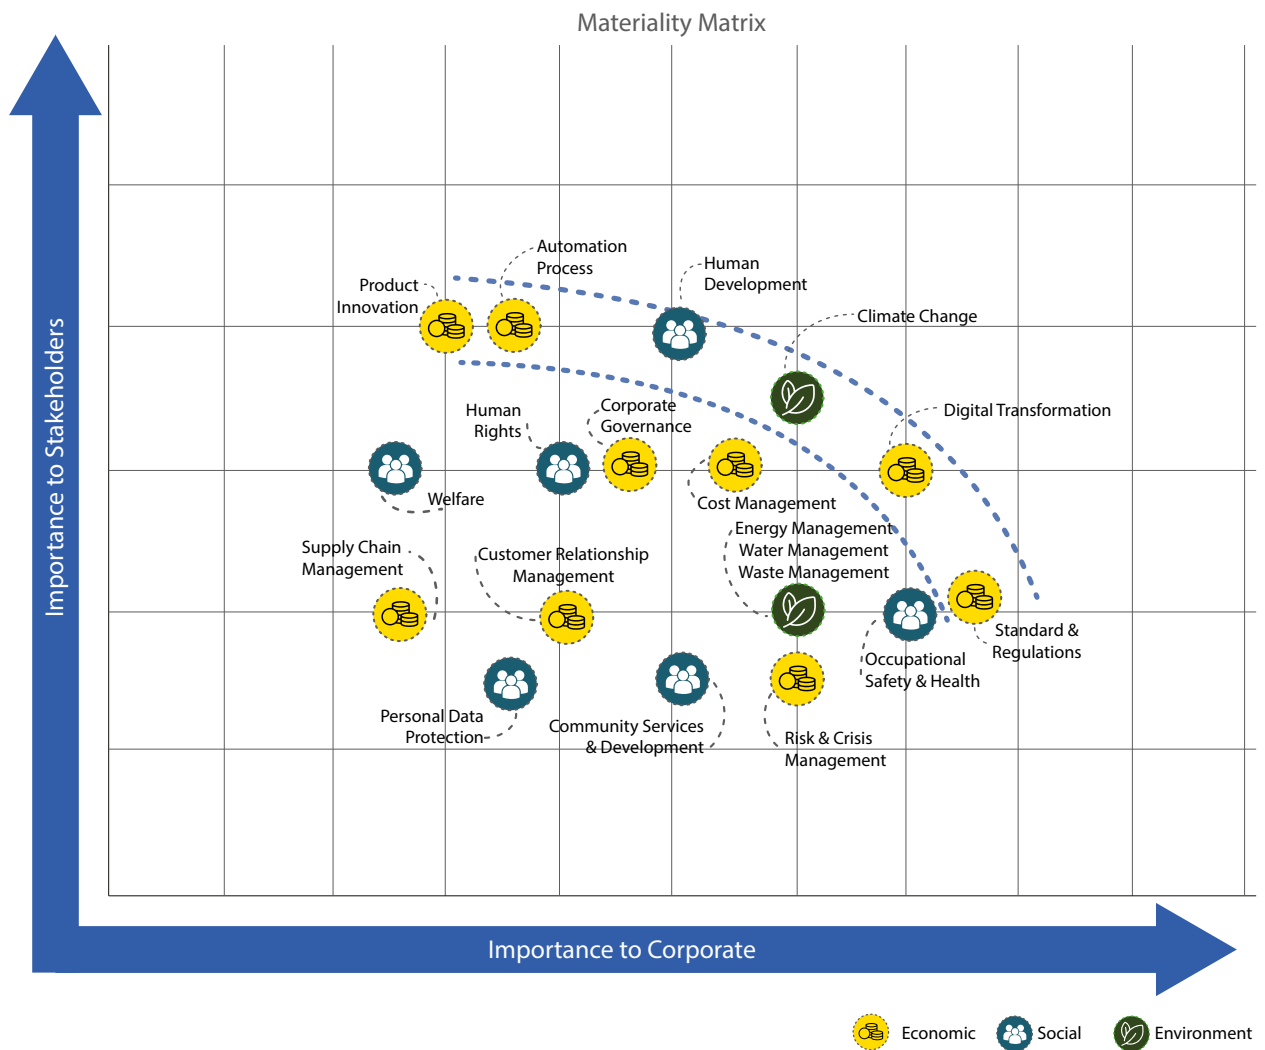 Materiality Matrix
Importance to Stakeholders
Automation
Process
Human
Development
Product
Innovation
Climate Change
Human
Rights
Corporate
Governance
Digital Transformation
Welfare
Cost Management
Energy Management
Water Management
Waste Management
Supply Chain
Management
Customer Relationship
Management
Standard &
Regulations
Occupational
Safety & Health
Personal Data
Protection
Community Services
& Development
Risk & Crisis
Management
Importance to Corporate
Economic
Social
Environment